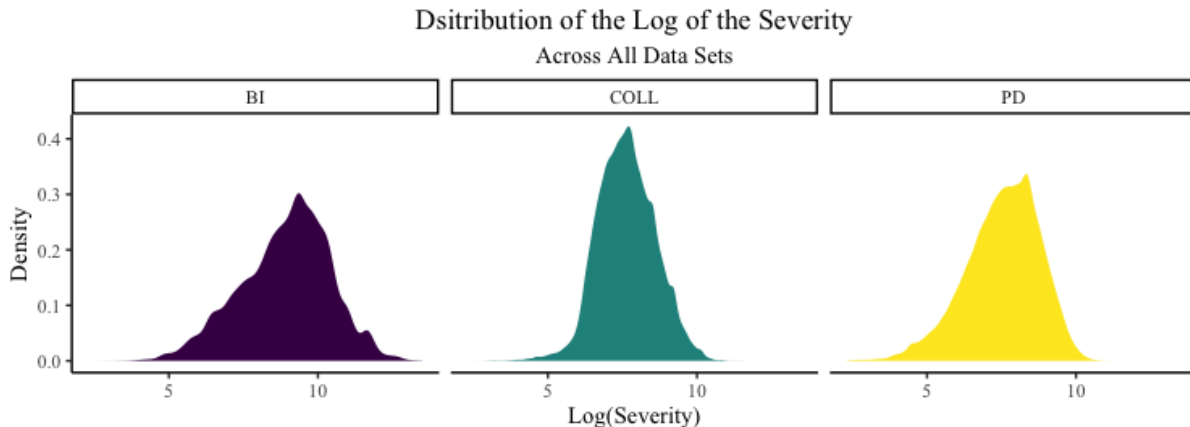 Dsitribution of the Log of the Severity
Across All Data Sets
BI COLL PD
0.4
0.3
0.2
0.1
0.0
Density
5 10 5 10 5 10
Log(Severity)